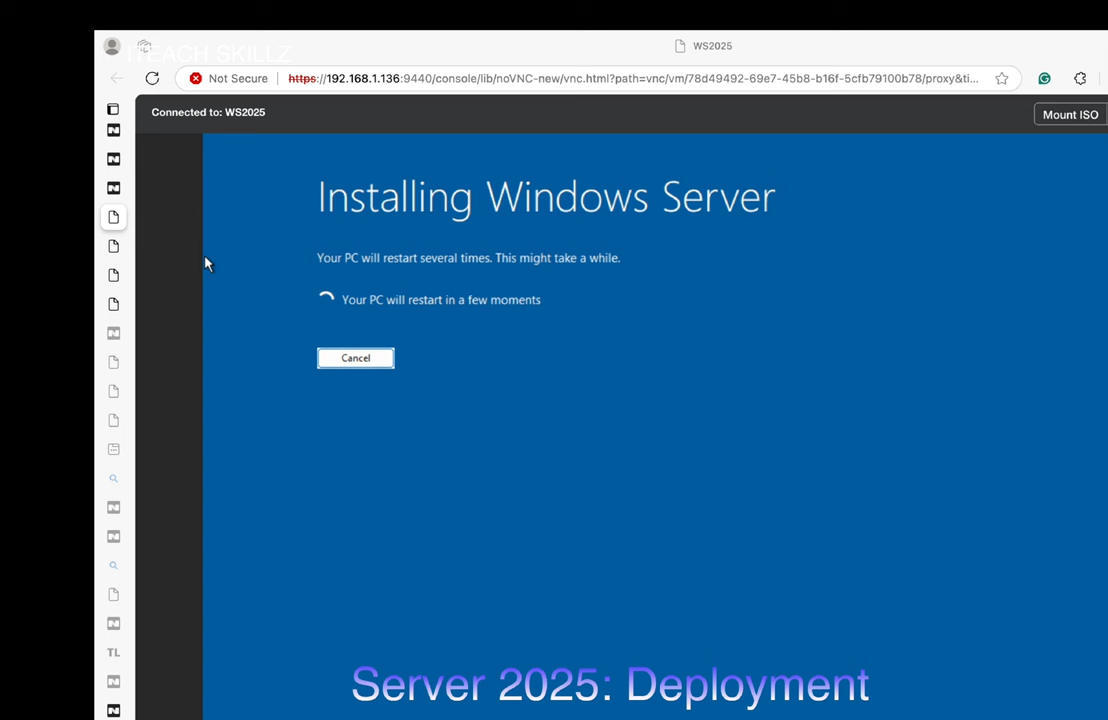 ITEACH SKILLZ
WS2025
Not Secure https://192.168.1.136:9440/console/lib/noVNC-new/vnc.html?path=vnc/vm/78d49492-69e7-45b8-b16f-5cfb79100b78/proxy&ti...
Connected to: WS2025
Mount ISO
Installing Windows Server
Your PC will restart several times. This might take a while.
Your PC will restart in a few moments
Cancel
TL
Server 2025: Deployment